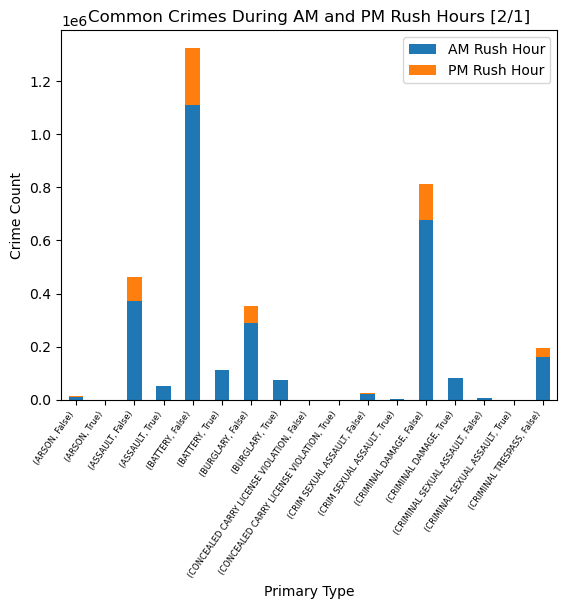 Common Crimes During AM and PM Rush Hours [2/1]
1e6
AM Rush Hour
PM Rush Hour
1.2
1.0
0.8
0.6
0.4
0.2
0.0
Crime Count
(ARSON, False)
(ARSON, True)
(ASSAULT, False)
(ASSAULT, True)
(BATTERY, False)
(BATTERY, True)
(BURGLARY, False)
(BURGLARY, True)
(CONCEALED CARRY LICENSE VIOLATION, False)
(CONCEALED CARRY LICENSE VIOLATION, True)
(CRIM SEXUAL ASSAULT, False)
(CRIM SEXUAL ASSAULT, True)
(CRIMINAL DAMAGE, False)
(CRIMINAL DAMAGE, True)
(CRIMINAL SEXUAL ASSAULT, False)
(CRIMINAL SEXUAL ASSAULT, True)
(CRIMINAL TRESPASS, False)
Primary Type